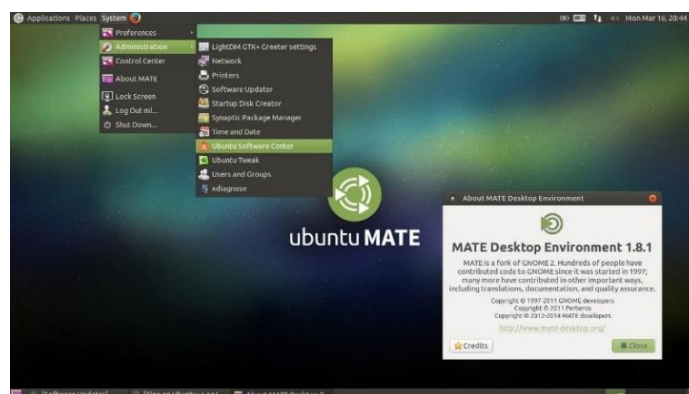 Applications Places System Mon Mar 16, 20:44
Preferences
Administration
Control Center
About MATE
Lock Screen
Log Out ml...
Shut Down...
LightDM GTK+ Greeter settings
Network
Printers
Software Updater
Startup Disk Creator
Synaptic Package Manager
Time and Date
Ubuntu Software Center
Ubuntu Tweak
Users and Groups
xdiagnose
ubuntu MATE
About MATE Desktop Environment
MATE Desktop Environment 1.8.1
MATE is a fork of GNOME 2. Hundreds of people have
contributed code to GNOME since it was started in 1997;
many more have contributed in other important ways,
including translations, documentation, and quality assurance.
Copyright © 1997-2011 GNOME developers
Copyright © 2011 Perberos
Copyright © 2012-2014 MATE developers
http://www.mate-desktop.org/
Credits
Close